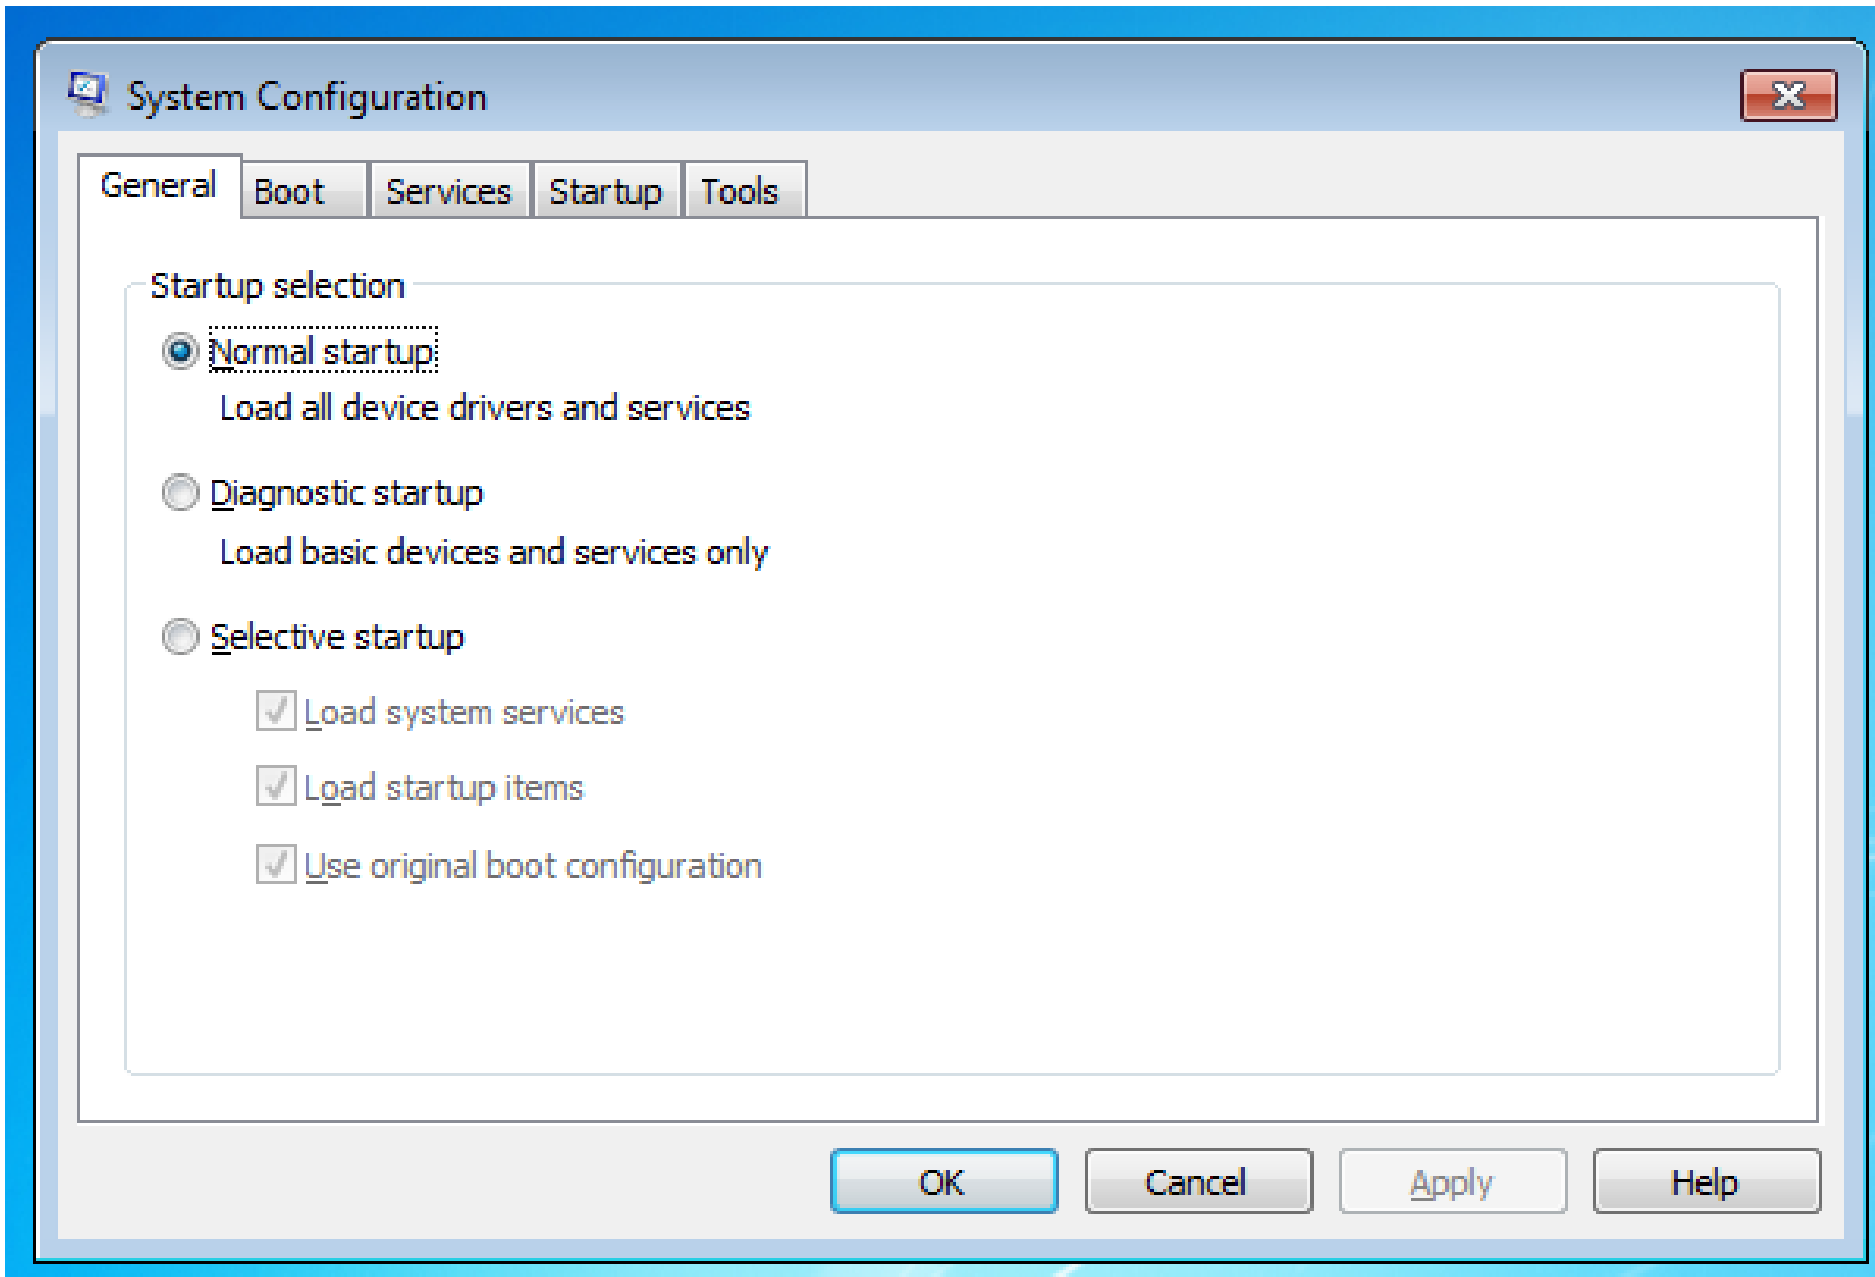 System Configuration
General Boot Services Startup Tools
Startup selection
Normal startup
Load all device drivers and services
Diagnostic startup
Load basic devices and services only
Selective startup
Load system services
Load startup items
Use original boot configuration
OK Cancel Apply Help